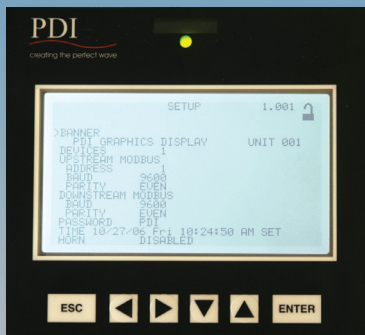 PDI
creating the perfect wave
SETUP 1.001
>BANNER
PDI GRAPHICS DISPLAY UNIT 001
DEVICES 1
UPSTREAM MODBUS
ADDRESS 1
BAUD 9600
PARITY EVEN
DOWNSTREAM MODBUS
BAUD 9600
PARITY EVEN
PASSWORD PDI
TIME 10/27/06 Fri 10:24:50 AM SET
HORN DISABLED
ESC ENTER